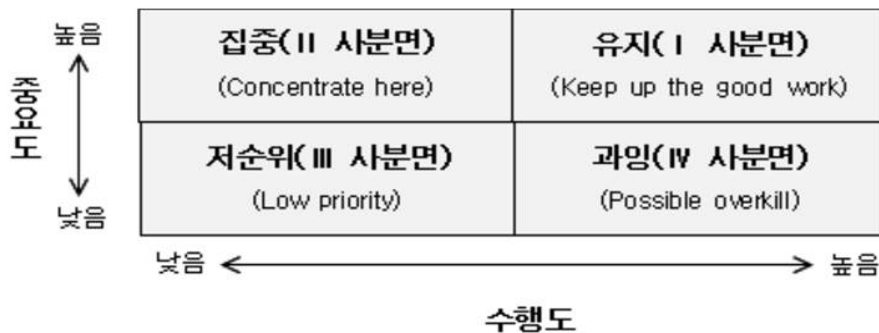 높음
집중(II 사분면)
(Concentrate here)
유지( I 사분면)
(Keep up the good work)
중요도
저순위(III 사분면)
(Low priority)
과잉(IV 사분면)
(Possible overkill)
낮음
낮음
높음
수행도